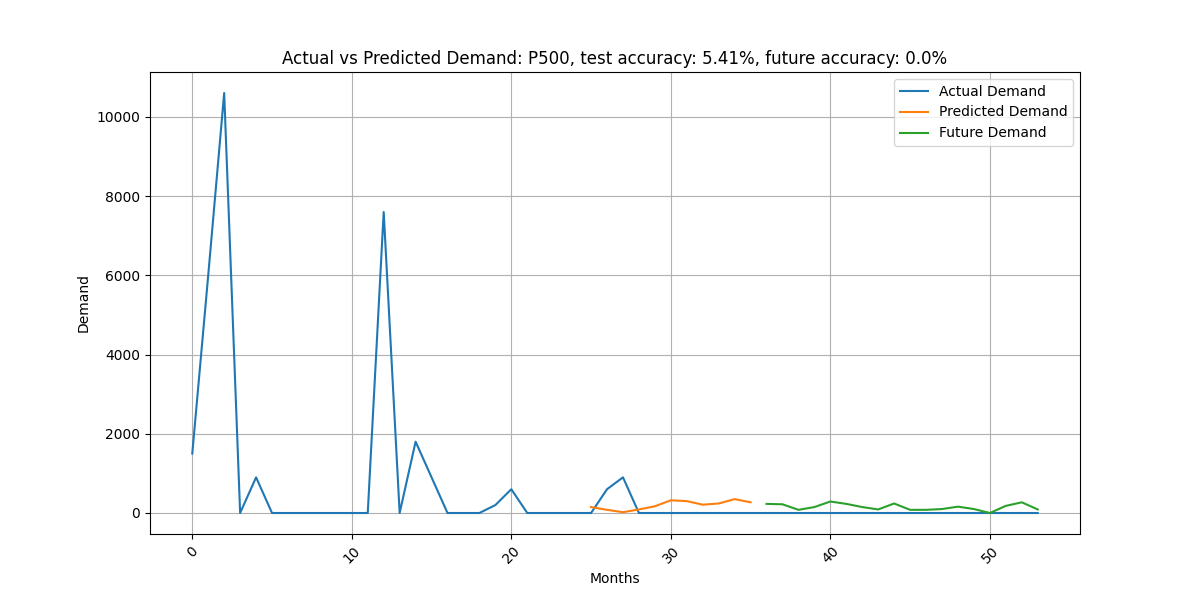 Actual vs Predicted Demand: P500, test accuracy: 5.41%, future accuracy: 0.0%
Actual Demand
Predicted Demand
Future Demand
10000
8000
6000
4000
2000
0
Demand
0 10 20 30 40 50
Months